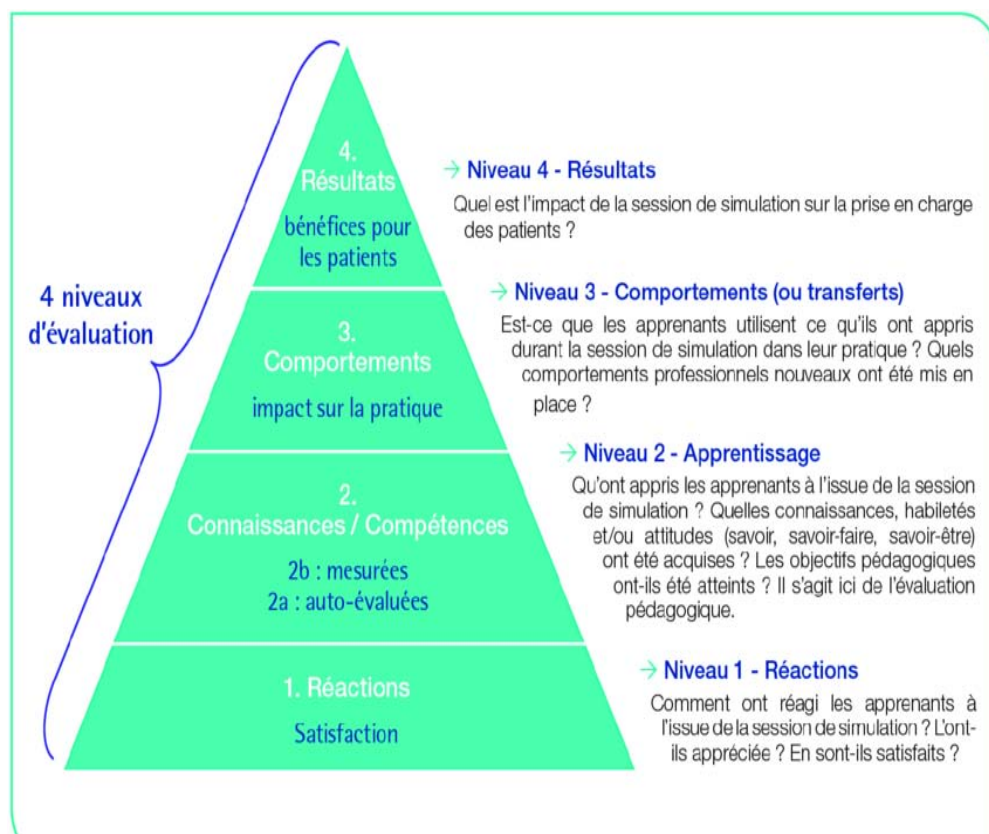 4.
Résultats
bénéfices pour
les patients
4 niveaux
d'évaluation
3.
Comportements
impact sur la pratique
2.
Connaissances / Compétences
2b : mesurées
2a : auto-évaluées
1. Réactions
Satisfaction
→ Niveau 4 - Résultats
Quel est l'impact de la session de simulation sur la prise en charge
des patients ?
→ Niveau 3 - Comportements (ou transferts)
Est-ce que les apprenants utilisent ce qu'ils ont appris
durant la session de simulation dans leur pratique ? Quels
comportements professionnels nouveaux ont été mis en
place ?
→ Niveau 2 - Apprentissage
Qu'ont appris les apprenants à l'issue de la session
de simulation ? Quelles connaissances, habiletés
et/ou attitudes (savoir, savoir-faire, savoir-être)
ont été acquises ? Les objectifs pédagogiques
ont-ils été atteints ? Il s'agit ici de l'évaluation
pédagogique.
→ Niveau 1 - Réactions
Comment ont réagi les apprenants à
l'issue de la session de simulation ? L'ont-
ils appréciée ? En sont-ils satisfaits ?